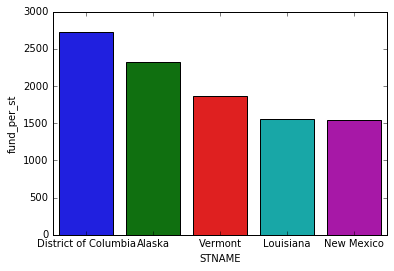 3000
2500
2000
1500
1000
500
0
fund_per_st
District of Columbia Alaska Vermont Louisiana New Mexico
STNAME